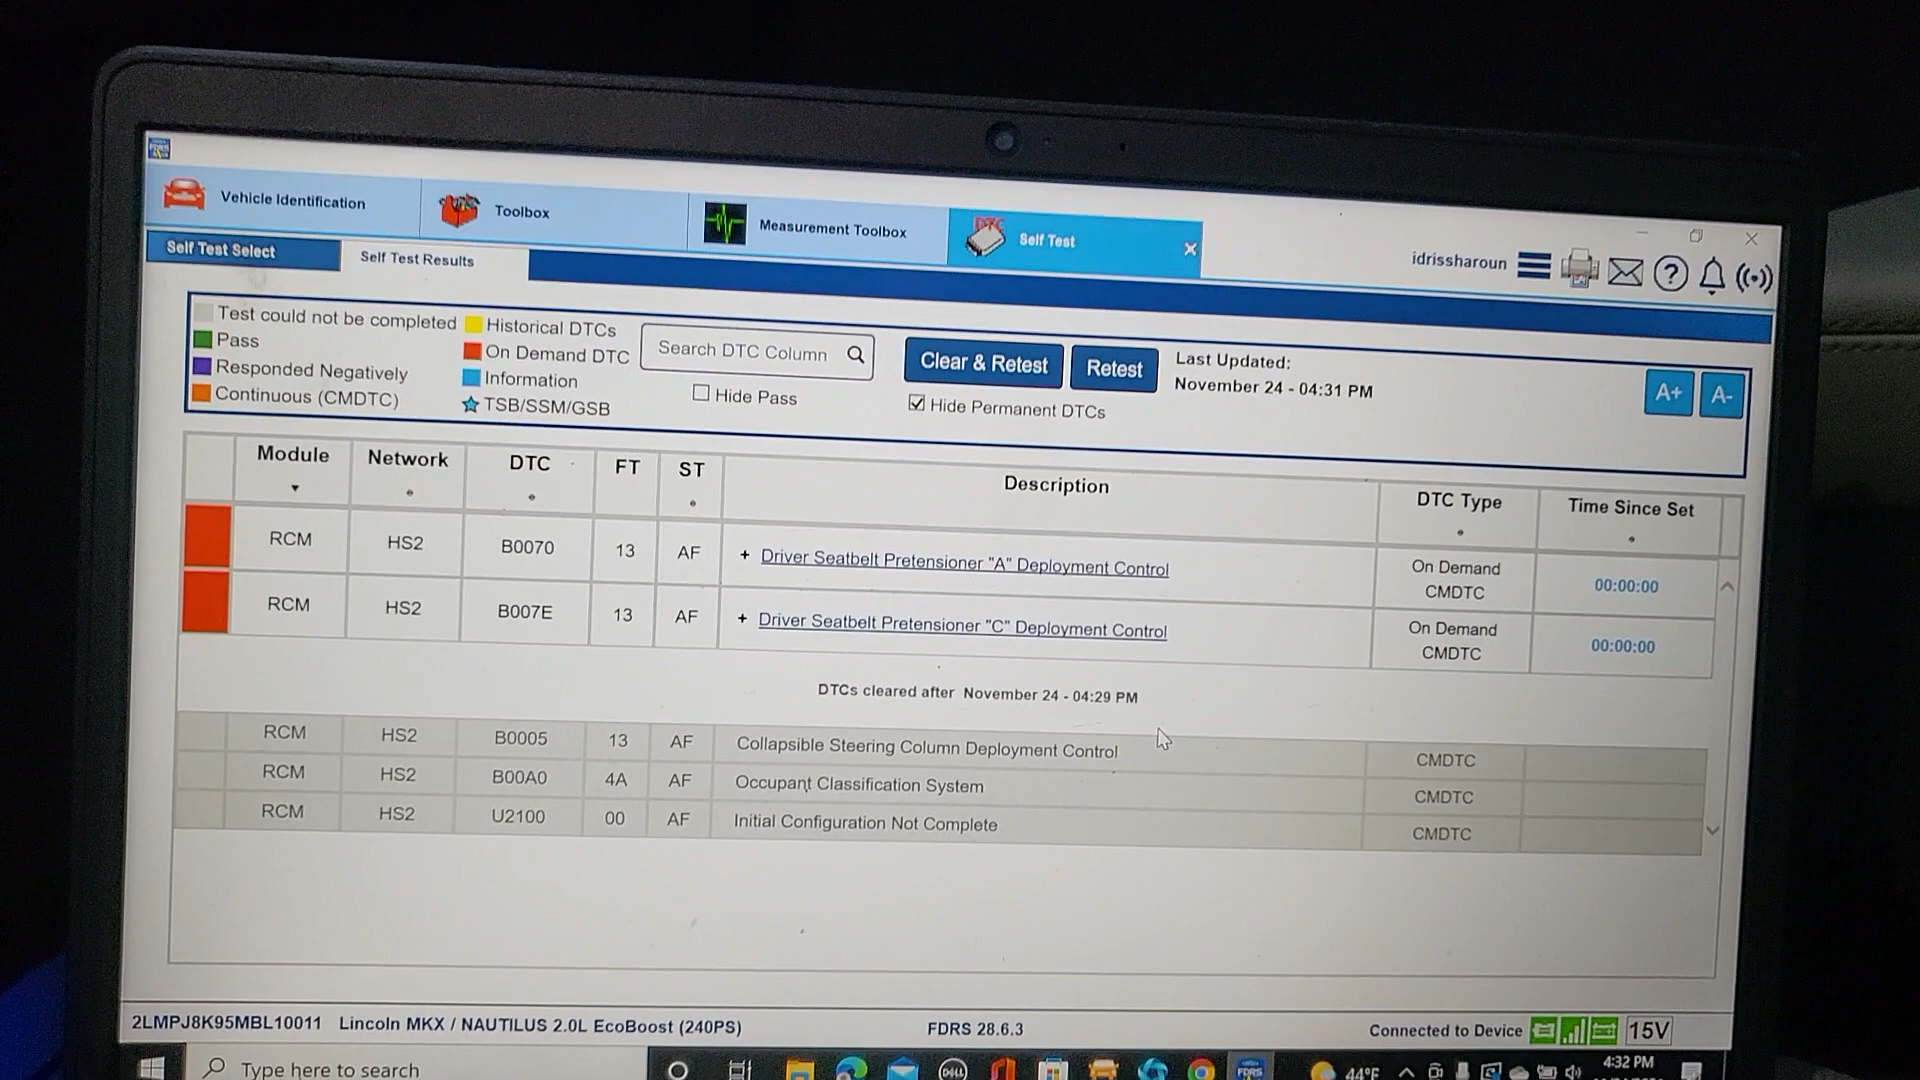 FDRS
Vehicle Identification
Toolbox
Measurement Toolbox
DTC
Self Test
Self Test Select
Self Test Results
idrissharoun
Test could not be completed
Pass
Responded Negatively
Continuous (CMDTC)
Historical DTCs
On Demand DTC
Information
TSB/SSM/GSB
Search DTC Column
Hide Pass
Clear & Retest
Retest
Hide Permanent DTCs
Last Updated:
November 24 - 04:31 PM
A+ A-
Module Network DTC FT ST Description DTC Type Time Since Set
RCM HS2 B0070 13 AF + Driver Seatbelt Pretensioner "A" Deployment Control On Demand CMDTC 00:00:00
RCM HS2 B007E 13 AF + Driver Seatbelt Pretensioner "C" Deployment Control On Demand CMDTC 00:00:00
DTCs cleared after November 24 - 04:29 PM
RCM HS2 B0005 13 AF Collapsible Steering Column Deployment Control CMDTC
RCM HS2 B00A0 4A AF Occupant Classification System CMDTC
RCM HS2 U2100 00 AF Initial Configuration Not Complete CMDTC
2LMPJ8K95MBL10011 Lincoln MKX / NAUTILUS 2.0L EcoBoost (240PS) FDRS 28.6.3 Connected to Device 15V
Type here to search
DELL
FDRS
44°F
4:32 PM